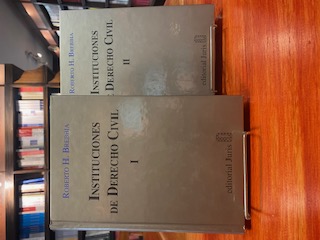 ROBERTO H. BREBBIA
INSTITUCIONES
DE DERECHO CIVIL
II
editorial Juris
ROBERTO H. BREBBIA
INSTITUCIONES
DE DERECHO CIVIL
I
editorial Juris